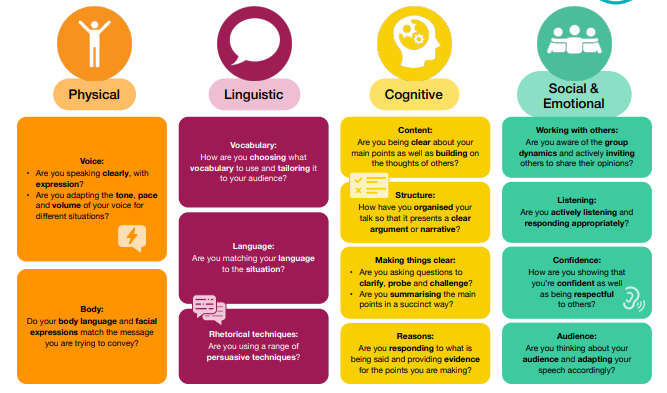 Physical
Voice:
• Are you speaking clearly, with
expression?
• Are you adapting the tone, pace
and volume of your voice for
different situations?
Body:
Do your body language and facial
expressions match the message
you are trying to convey?
Linguistic
Vocabulary:
How are you choosing what
vocabulary to use and tailoring it
to your audience?
Language:
Are you matching your language
to the situation?
Rhetorical techniques:
Are you using a range of
persuasive techniques?
Cognitive
Content:
Are you being clear about your
main points as well as building on
the thoughts of others?
Structure:
How have you organised your
talk so that it presents a clear
argument or narrative?
Making things clear:
• Are you asking questions to
clarify, probe and challenge?
• Are you summarising the main
points in a succinct way?
Reasons:
Are you responding to what is
being said and providing evidence
for the points you are making?
Social &
Emotional
Working with others:
Are you aware of the group
dynamics and actively inviting
others to share their opinions?
Listening:
Are you actively listening and
responding appropriately?
Confidence:
How are you showing that
you're confident as well
as being respectful
to others?
Audience:
Are you thinking about your
audience and adapting your
speech accordingly?